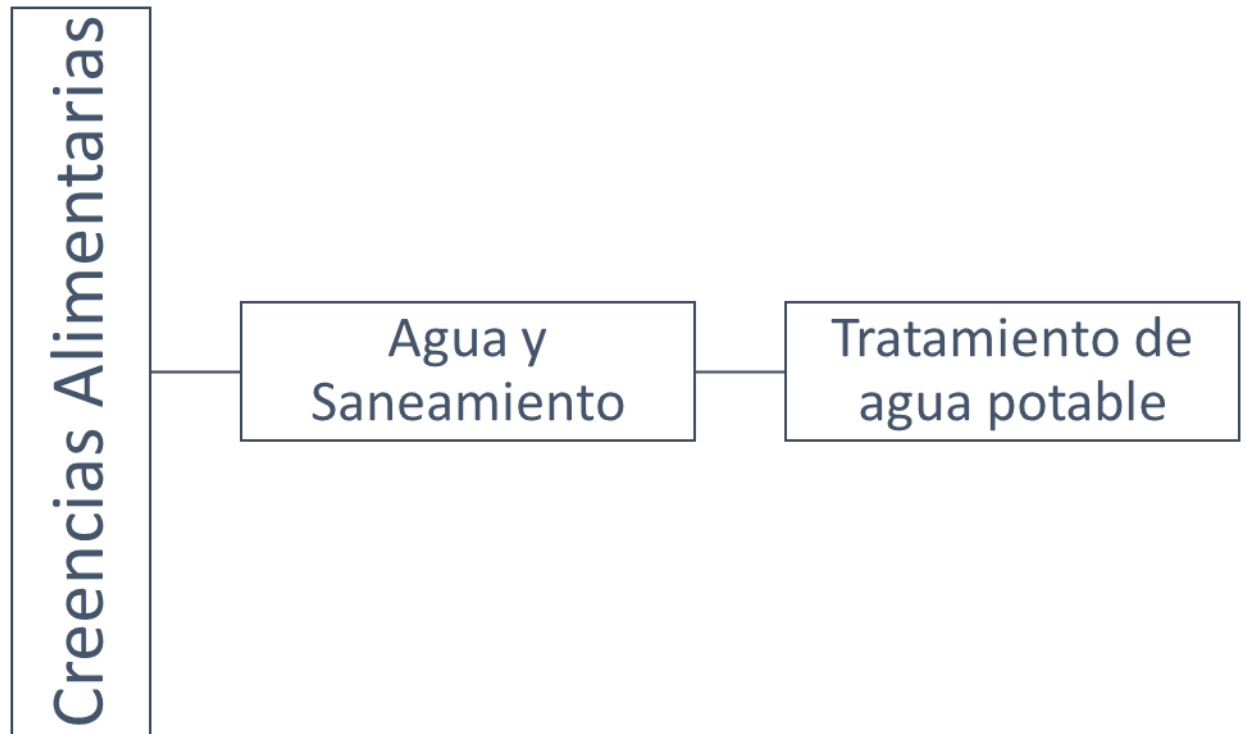 Creencias Alimentarias
Agua y
Saneamiento
Tratamiento de
agua potable